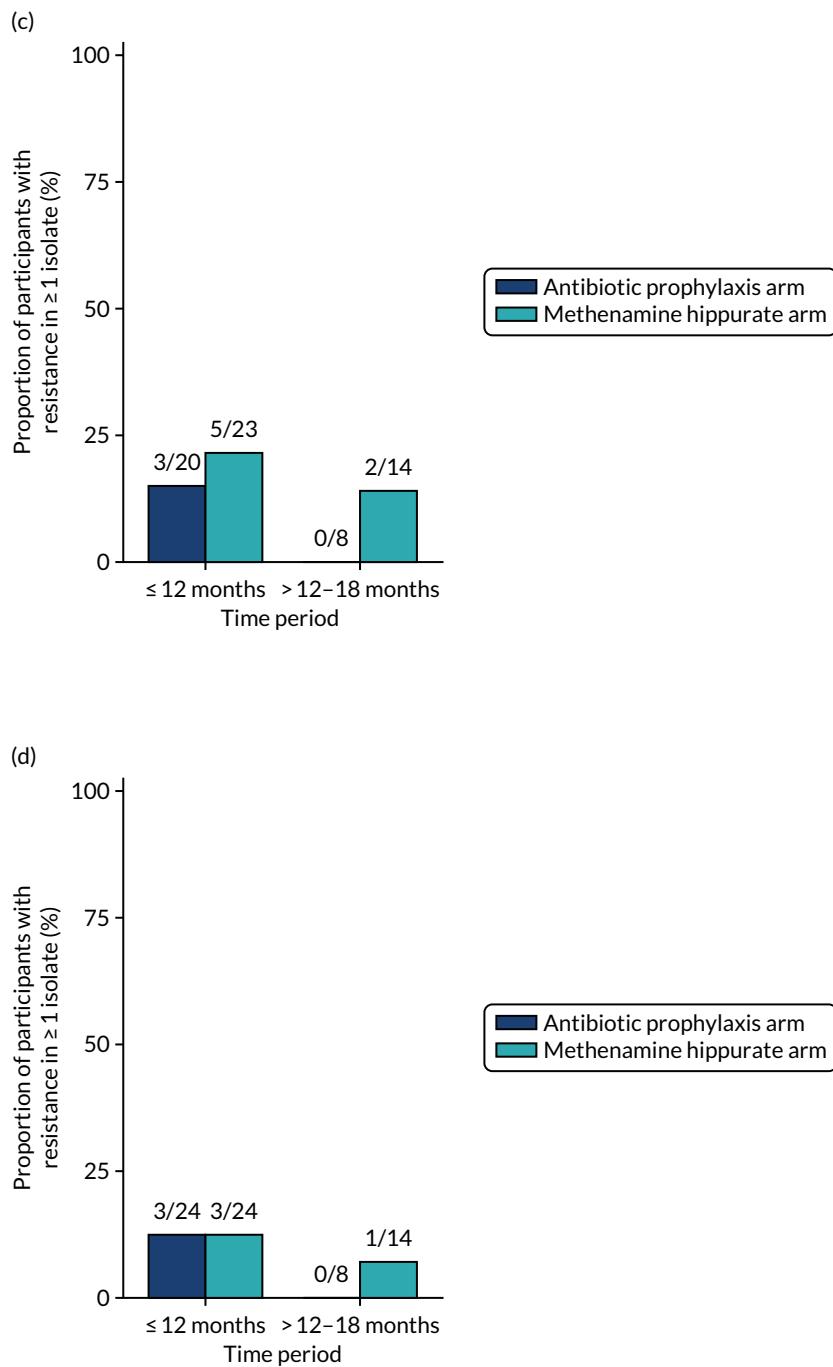 (c)
100
75
50
25
0
Proportion of participants with
resistance in ≥ 1 isolate (%)
3/20
5/23
0/8
2/14
≤ 12 months
> 12–18 months
Time period
Antibiotic prophylaxis arm
Methenamine hippurate arm
(d)
100
75
50
25
0
Proportion of participants with
resistance in ≥ 1 isolate (%)
3/24
3/24
0/8
1/14
≤ 12 months
> 12–18 months
Time period
Antibiotic prophylaxis arm
Methenamine hippurate arm